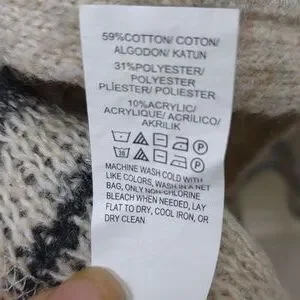 59%COTTON/ COTON/
ALGODON/ KATUN
31%POLYESTER/
POLYESTER
PLIESTER/ POLIESTER
10%ACRYLIC/
ACRYLIQUE/ ACRÍLICO/
AKRILIK
30
P
MACHINE WASH COLD WITH
LIKE COLORS, WASH IN A NET
BAG, ONLY NON-CHLORINE
BLEACH WHEN NEEDED, LAY
FLAT TO DRY, COOL IRON, OR
DRY CLEAN